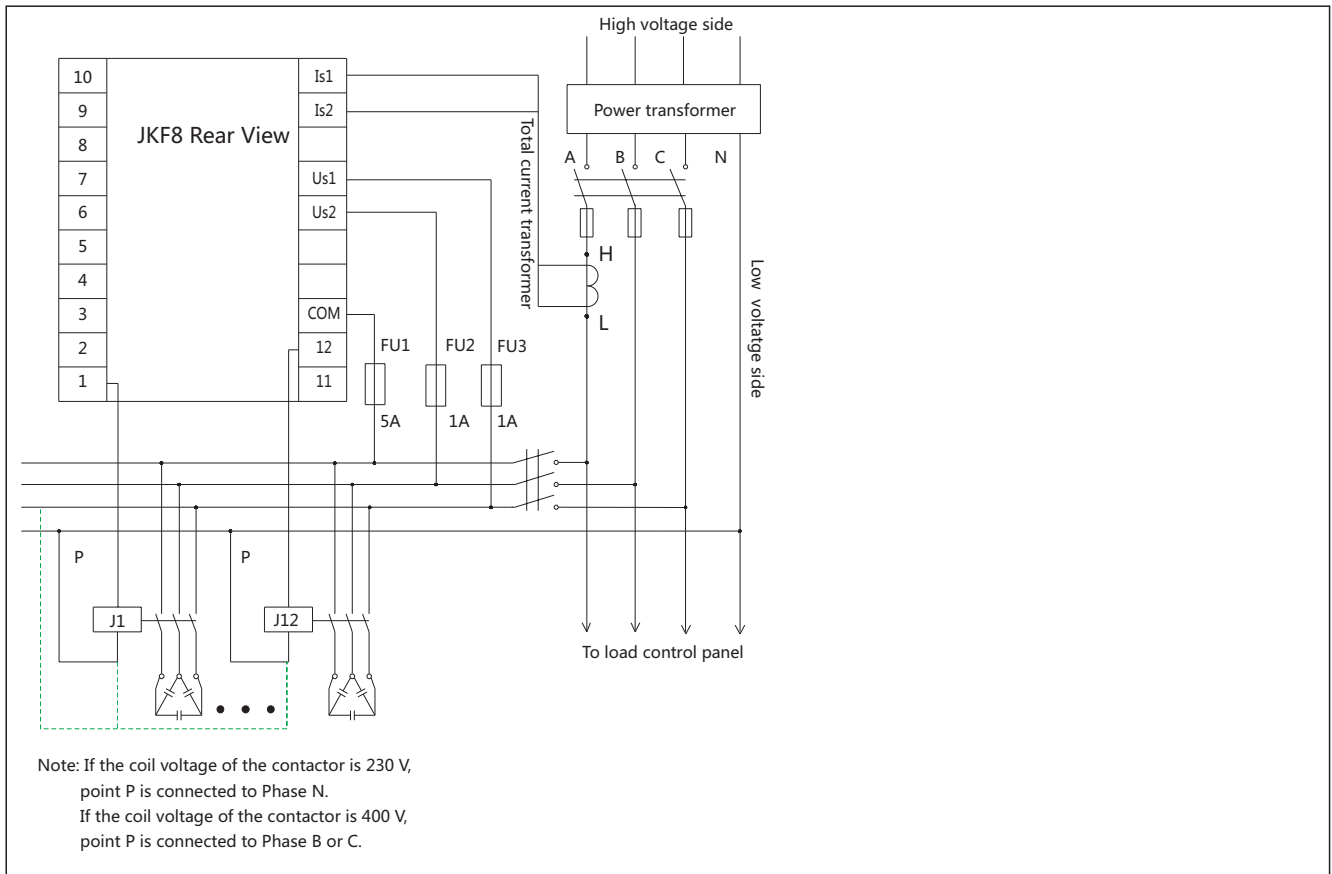 High voltage side
Power transformer
A B C N
H
L
Total current transformer
Low voltatge side
JKF8 Rear View
10
9
8
7
6
5
4
3
2
1
Is1
Is2
Us1
Us2
COM
12
11
FU1 FU2 FU3
5A 1A 1A
P P
J1 J12
To load control panel
Note: If the coil voltage of the contactor is 230 V,
point P is connected to Phase N.
If the coil voltage of the contactor is 400 V,
point P is connected to Phase B or C.